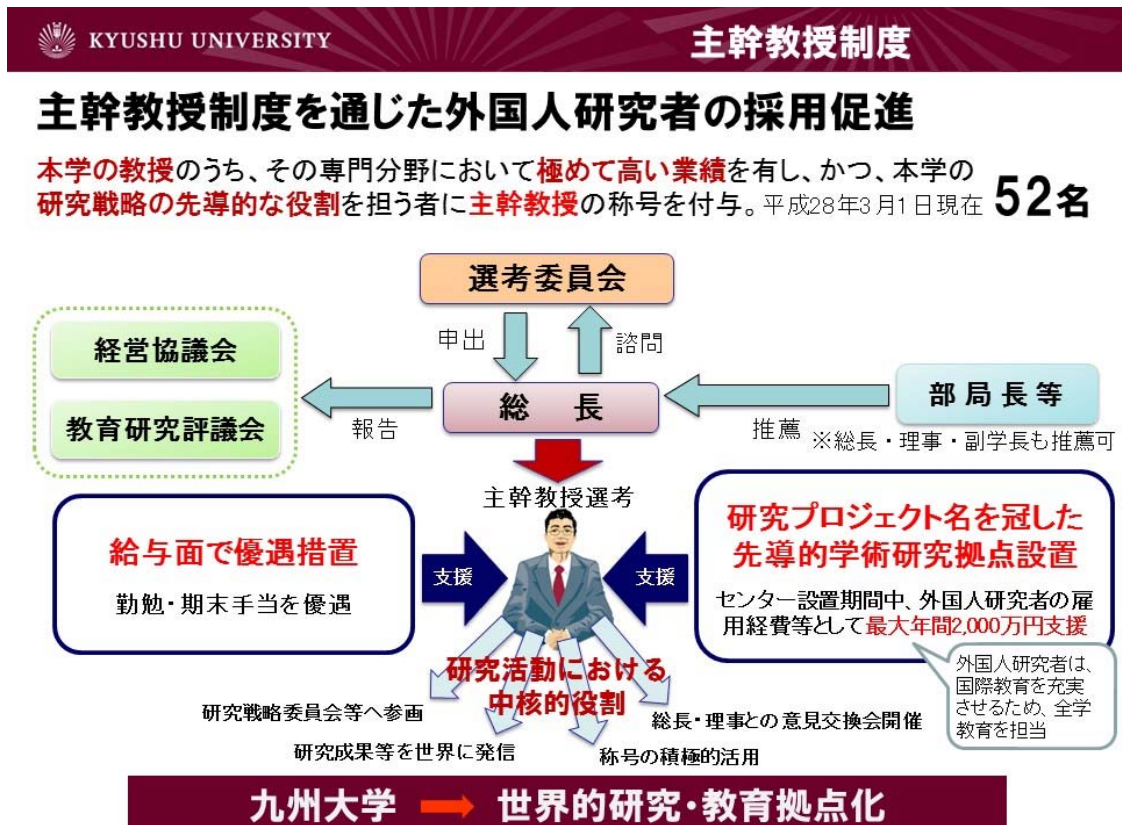 KYUSHU UNIVERSITY
主幹教授制度
主幹教授制度を通じた外国人研究者の採用促進
本学の教授のうち、その専門分野において極めて高い業績を有し、かつ、本学の
研究戦略の先導的な役割を担う者に主幹教授の称号を付与。平成28年3月1日現在 52名
選考委員会
申出
諮問
経営協議会
教育研究評議会
報告
総 長
推薦
部局長等
※総長・理事・副学長も推薦可
主幹教授選考
給与面で優遇措置
勤勉・期末手当を優遇
支援
支援
研究プロジェクト名を冠した
先導的学術研究拠点設置
センター設置期間中、外国人研究者の雇
用経費等として最大年間2,000万円支援
外国人研究者は、
国際教育を充実
させるため、全学
教育を担当
研究活動における
中核的役割
研究戦略委員会等へ参画
研究成果等を世界に発信
称号の積極的活用
総長・理事との意見交換会開催
九州大学 ➡ 世界的研究・教育拠点化